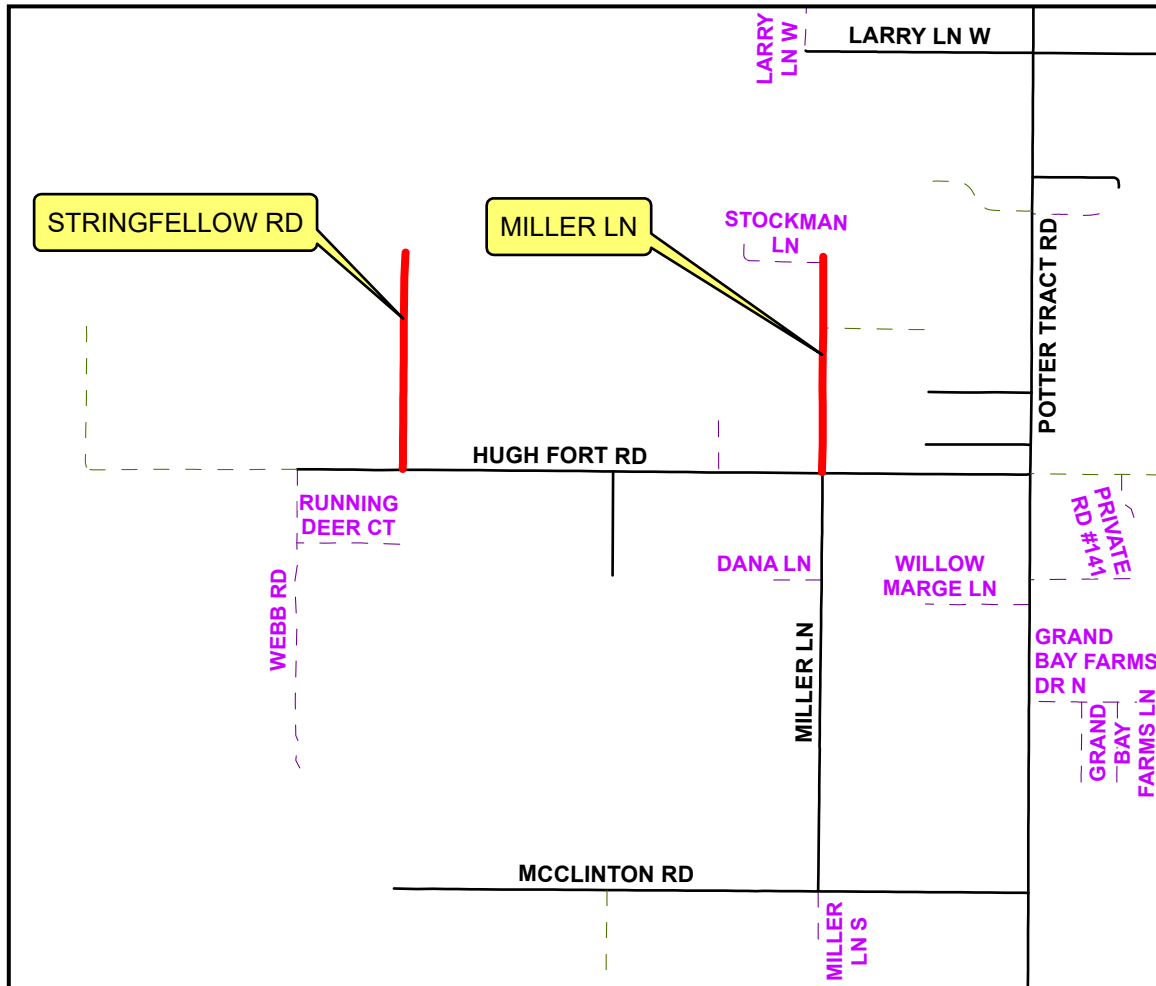 LARRY
LN W
LARRY LN W
STRINGFELLOW RD
MILLER LN
STOCKMAN
LN
POTTER TRACT RD
HUGH FORT RD
RUNNING
DEER CT
PRIVATE
RD #141
DANA LN
WILLOW
MARGE LN
WEBB RD
MILLER LN
GRAND
BAY FARMS
DR N
GRAND
BAY
FARMS LN
MCCLINTON RD
MILLER
LN S